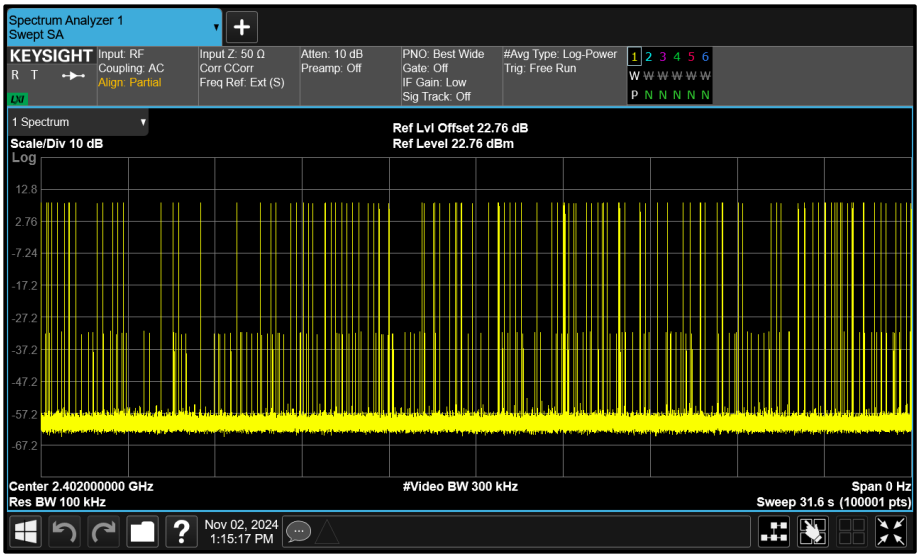 Spectrum Analyzer 1
Swept SA
+
KEYSIGHT Input: RF Input Z: 50 Ω Atten: 10 dB PNO: Best Wide #Avg Type: Log-Power 1 2 3 4 5 6
R T Coupling: AC Corr CCorr Preamp: Off Gate: Off Trig: Free Run W W W W W W
Align: Partial Freq Ref: Ext (S) IF Gain: Low P N N N N N
LXI Sig Track: Off
1 Spectrum
Ref Lvl Offset 22.76 dB
Scale/Div 10 dB Ref Level 22.76 dBm
Log
12.8
2.76
-7.24
-17.2
-27.2
-37.2
-47.2
-57.2
-67.2
Center 2.402000000 GHz #Video BW 300 kHz Span 0 Hz
Res BW 100 kHz Sweep 31.6 s (100001 pts)
? Nov 02, 2024
1:15:17 PM